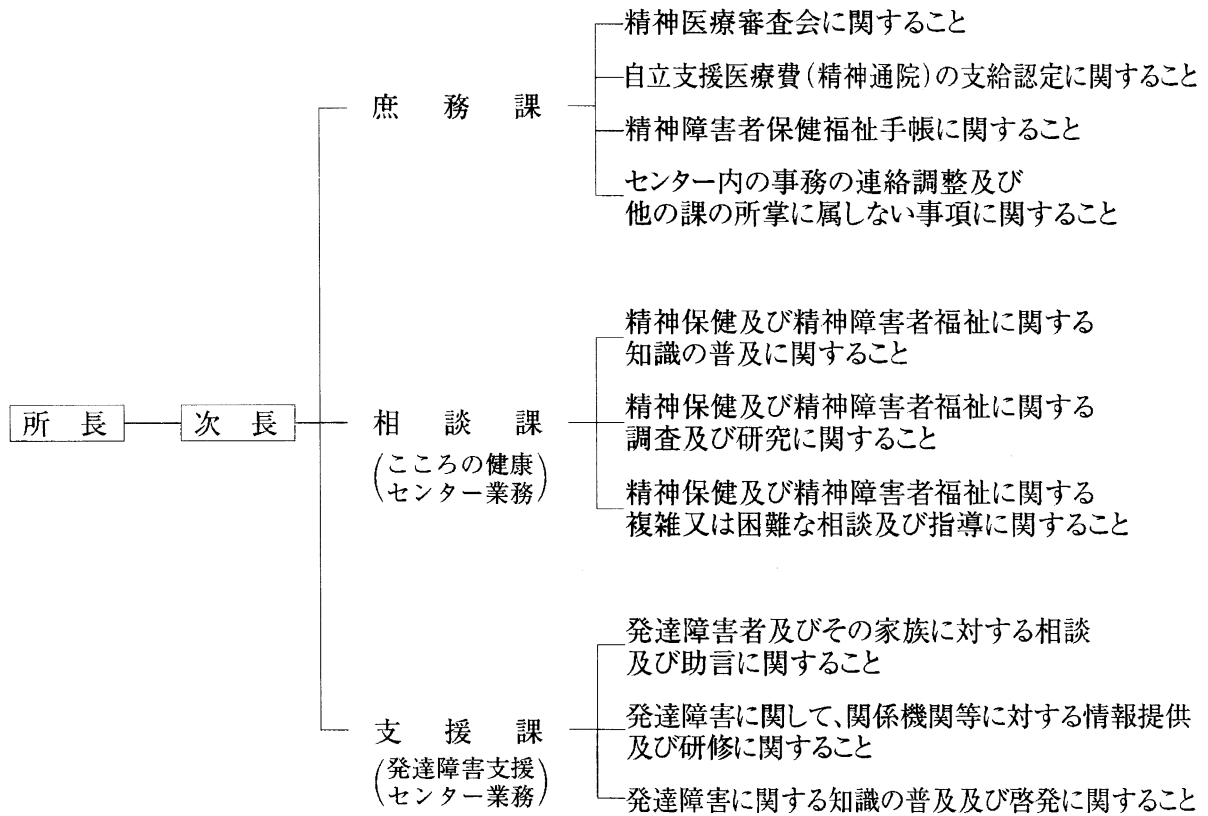 所長
次長
庶務課
精神医療審査会に関すること
自立支援医療費(精神通院)の支給認定に関すること
精神障害者保健福祉手帳に関すること
センター内の事務の連絡調整及び
他の課の所掌に属しない事項に関すること
相談課
(こころの健康
センター業務)
精神保健及び精神障害者福祉に関する
知識の普及に関すること
精神保健及び精神障害者福祉に関する
調査及び研究に関すること
精神保健及び精神障害者福祉に関する
複雑又は困難な相談及び指導に関すること
支援課
(発達障害支援
センター業務)
発達障害者及びその家族に対する相談
及び助言に関すること
発達障害に関して、関係機関等に対する情報提供
及び研修に関すること
発達障害に関する知識の普及及び啓発に関すること